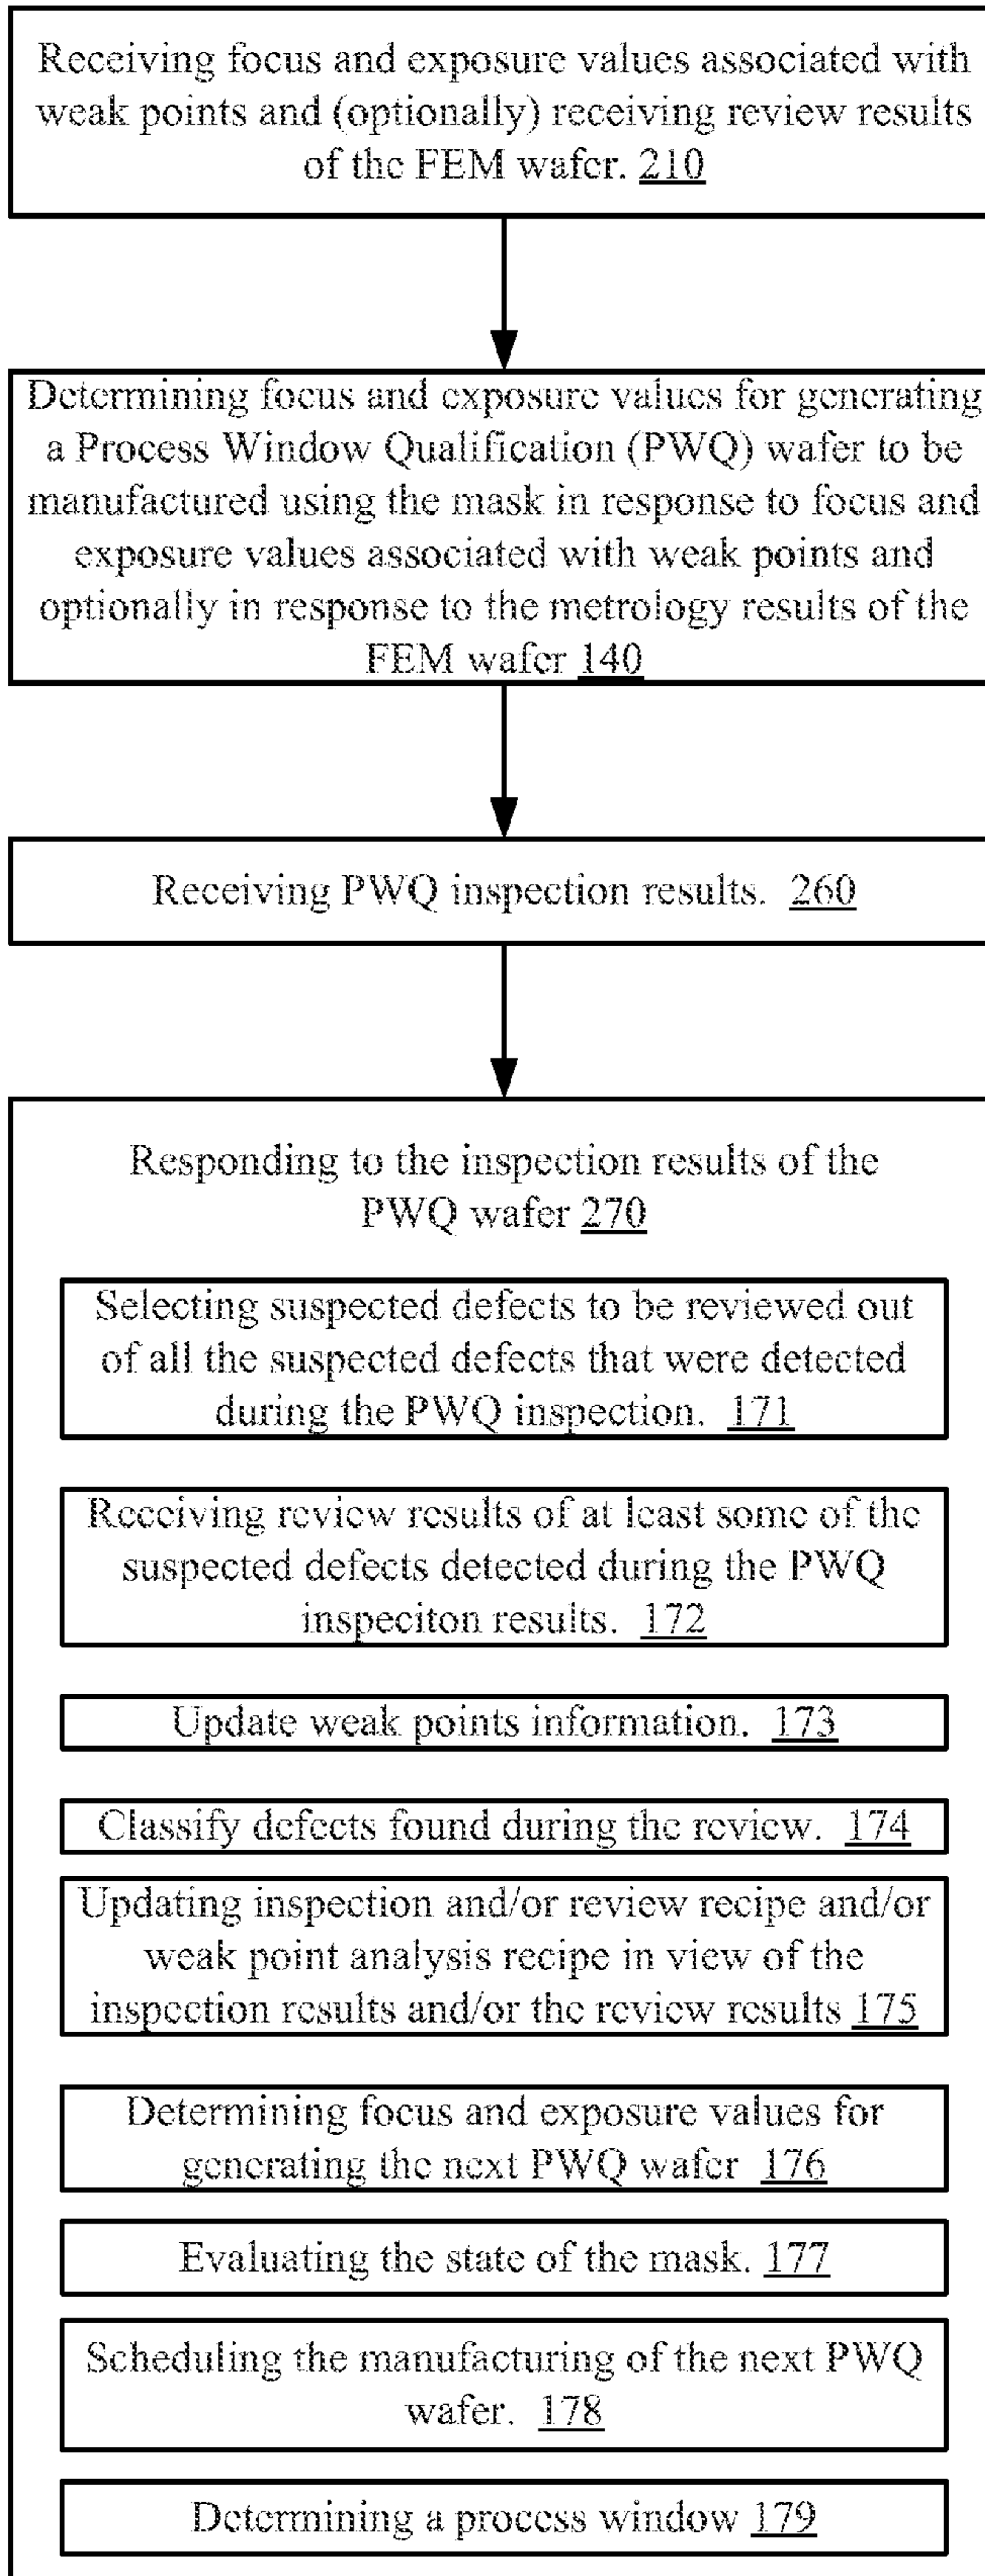 Receiving focus and exposure values associated with
weak points and (optionally) receiving review results
of the FEM wafer. 210
Determining focus and exposure values for generating
a Process Window Qualification (PWQ) wafer to be
manufactured using the mask in response to focus and
exposure values associated with weak points and
optionally in response to the metrology results of the
FEM wafer 140
Receiving PWQ inspection results. 260
Responding to the inspection results of the
PWQ wafer 270
Selecting suspected defects to be reviewed out
of all the suspected defects that were detected
during the PWQ inspection. 171
Receiving review results of at least some of the
suspected defects detected during the PWQ
inspeciton results. 172
Update weak points information. 173
Classify defects found during the review. 174
Updating inspection and/or review recipe and/or
weak point analysis recipe in view of the
inspection results and/or the review results 175
Determining focus and exposure values for
generating the next PWQ wafer 176
Evaluating the state of the mask. 177
Scheduling the manufacturing of the next PWQ
wafer. 178
Determining a process window 179